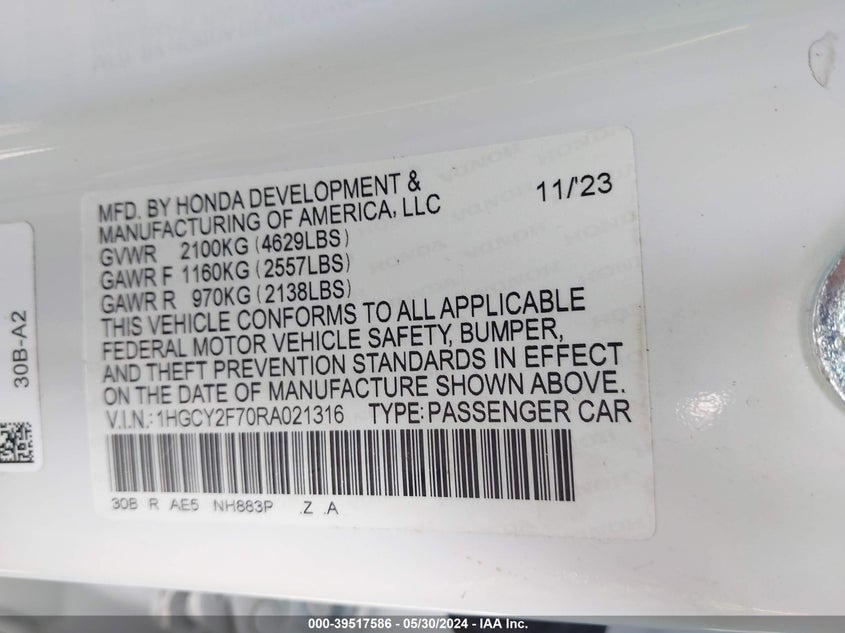 MFD. BY HONDA DEVELOPMENT & 11/'23
MANUFACTURING OF AMERICA, LLC
GVWR 2100KG (4629LBS)
GAWR F 1160KG (2557LBS)
GAWR R 970KG (2138LBS)
THIS VEHICLE CONFORMS TO ALL APPLICABLE
FEDERAL MOTOR VEHICLE SAFETY, BUMPER,
AND THEFT PREVENTION STANDARDS IN EFFECT
ON THE DATE OF MANUFACTURE SHOWN ABOVE.
V.I.N.: 1HGCY2F70RA021316 TYPE: PASSENGER CAR
30B R AE5 NH883P .Z .A
30B-A2
HONDA
000-39517586 - 05/30/2024 - IAA Inc.